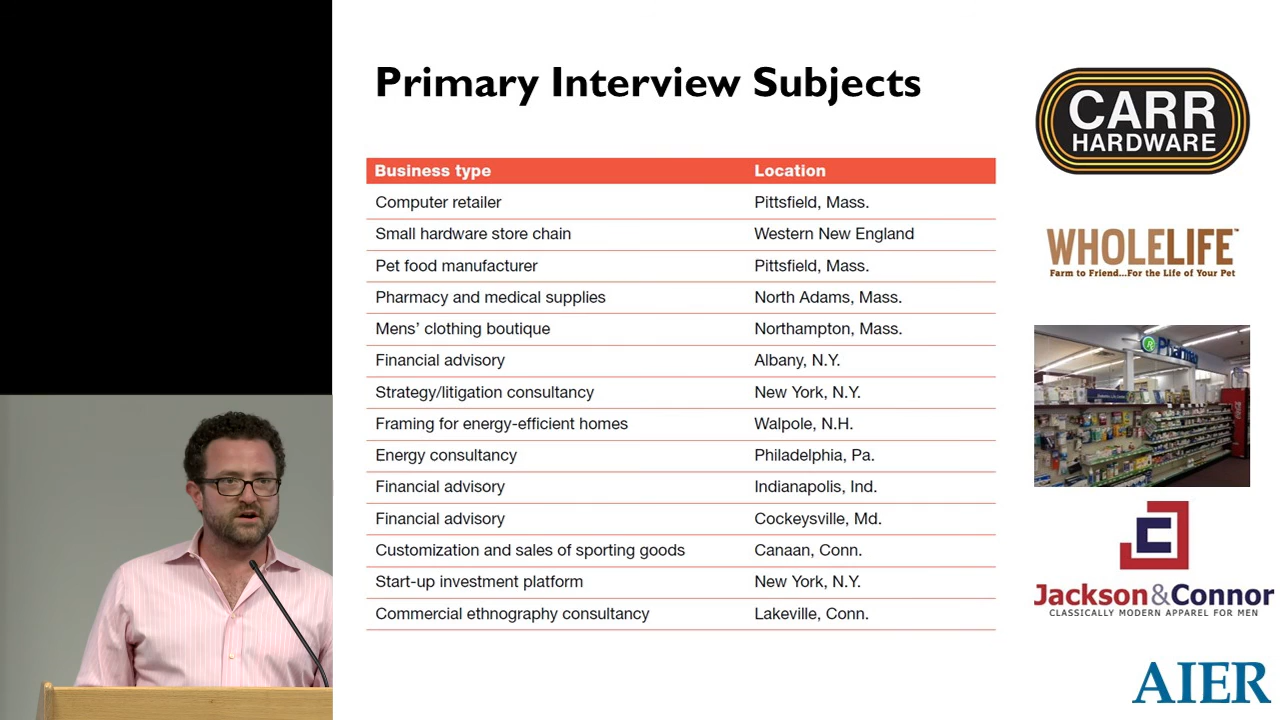 Primary Interview Subjects
Business type Location
Computer retailer Pittsfield, Mass.
Small hardware store chain Western New England
Pet food manufacturer Pittsfield, Mass.
Pharmacy and medical supplies North Adams, Mass.
Mens’ clothing boutique Northampton, Mass.
Financial advisory Albany, N.Y.
Strategy/litigation consultancy New York, N.Y.
Framing for energy-efficient homes Walpole, N.H.
Energy consultancy Philadelphia, Pa.
Financial advisory Indianapolis, Ind.
Financial advisory Cockeysville, Md.
Customization and sales of sporting goods Canaan, Conn.
Start-up investment platform New York, N.Y.
Commercial ethnography consultancy Lakeville, Conn.
CARR
HARDWARE
WHOLELIFE™
Farm to Friend...For the Life of Your Pet
Jackson&Connor
CLASSICALLY MODERN APPAREL FOR MEN
AIER